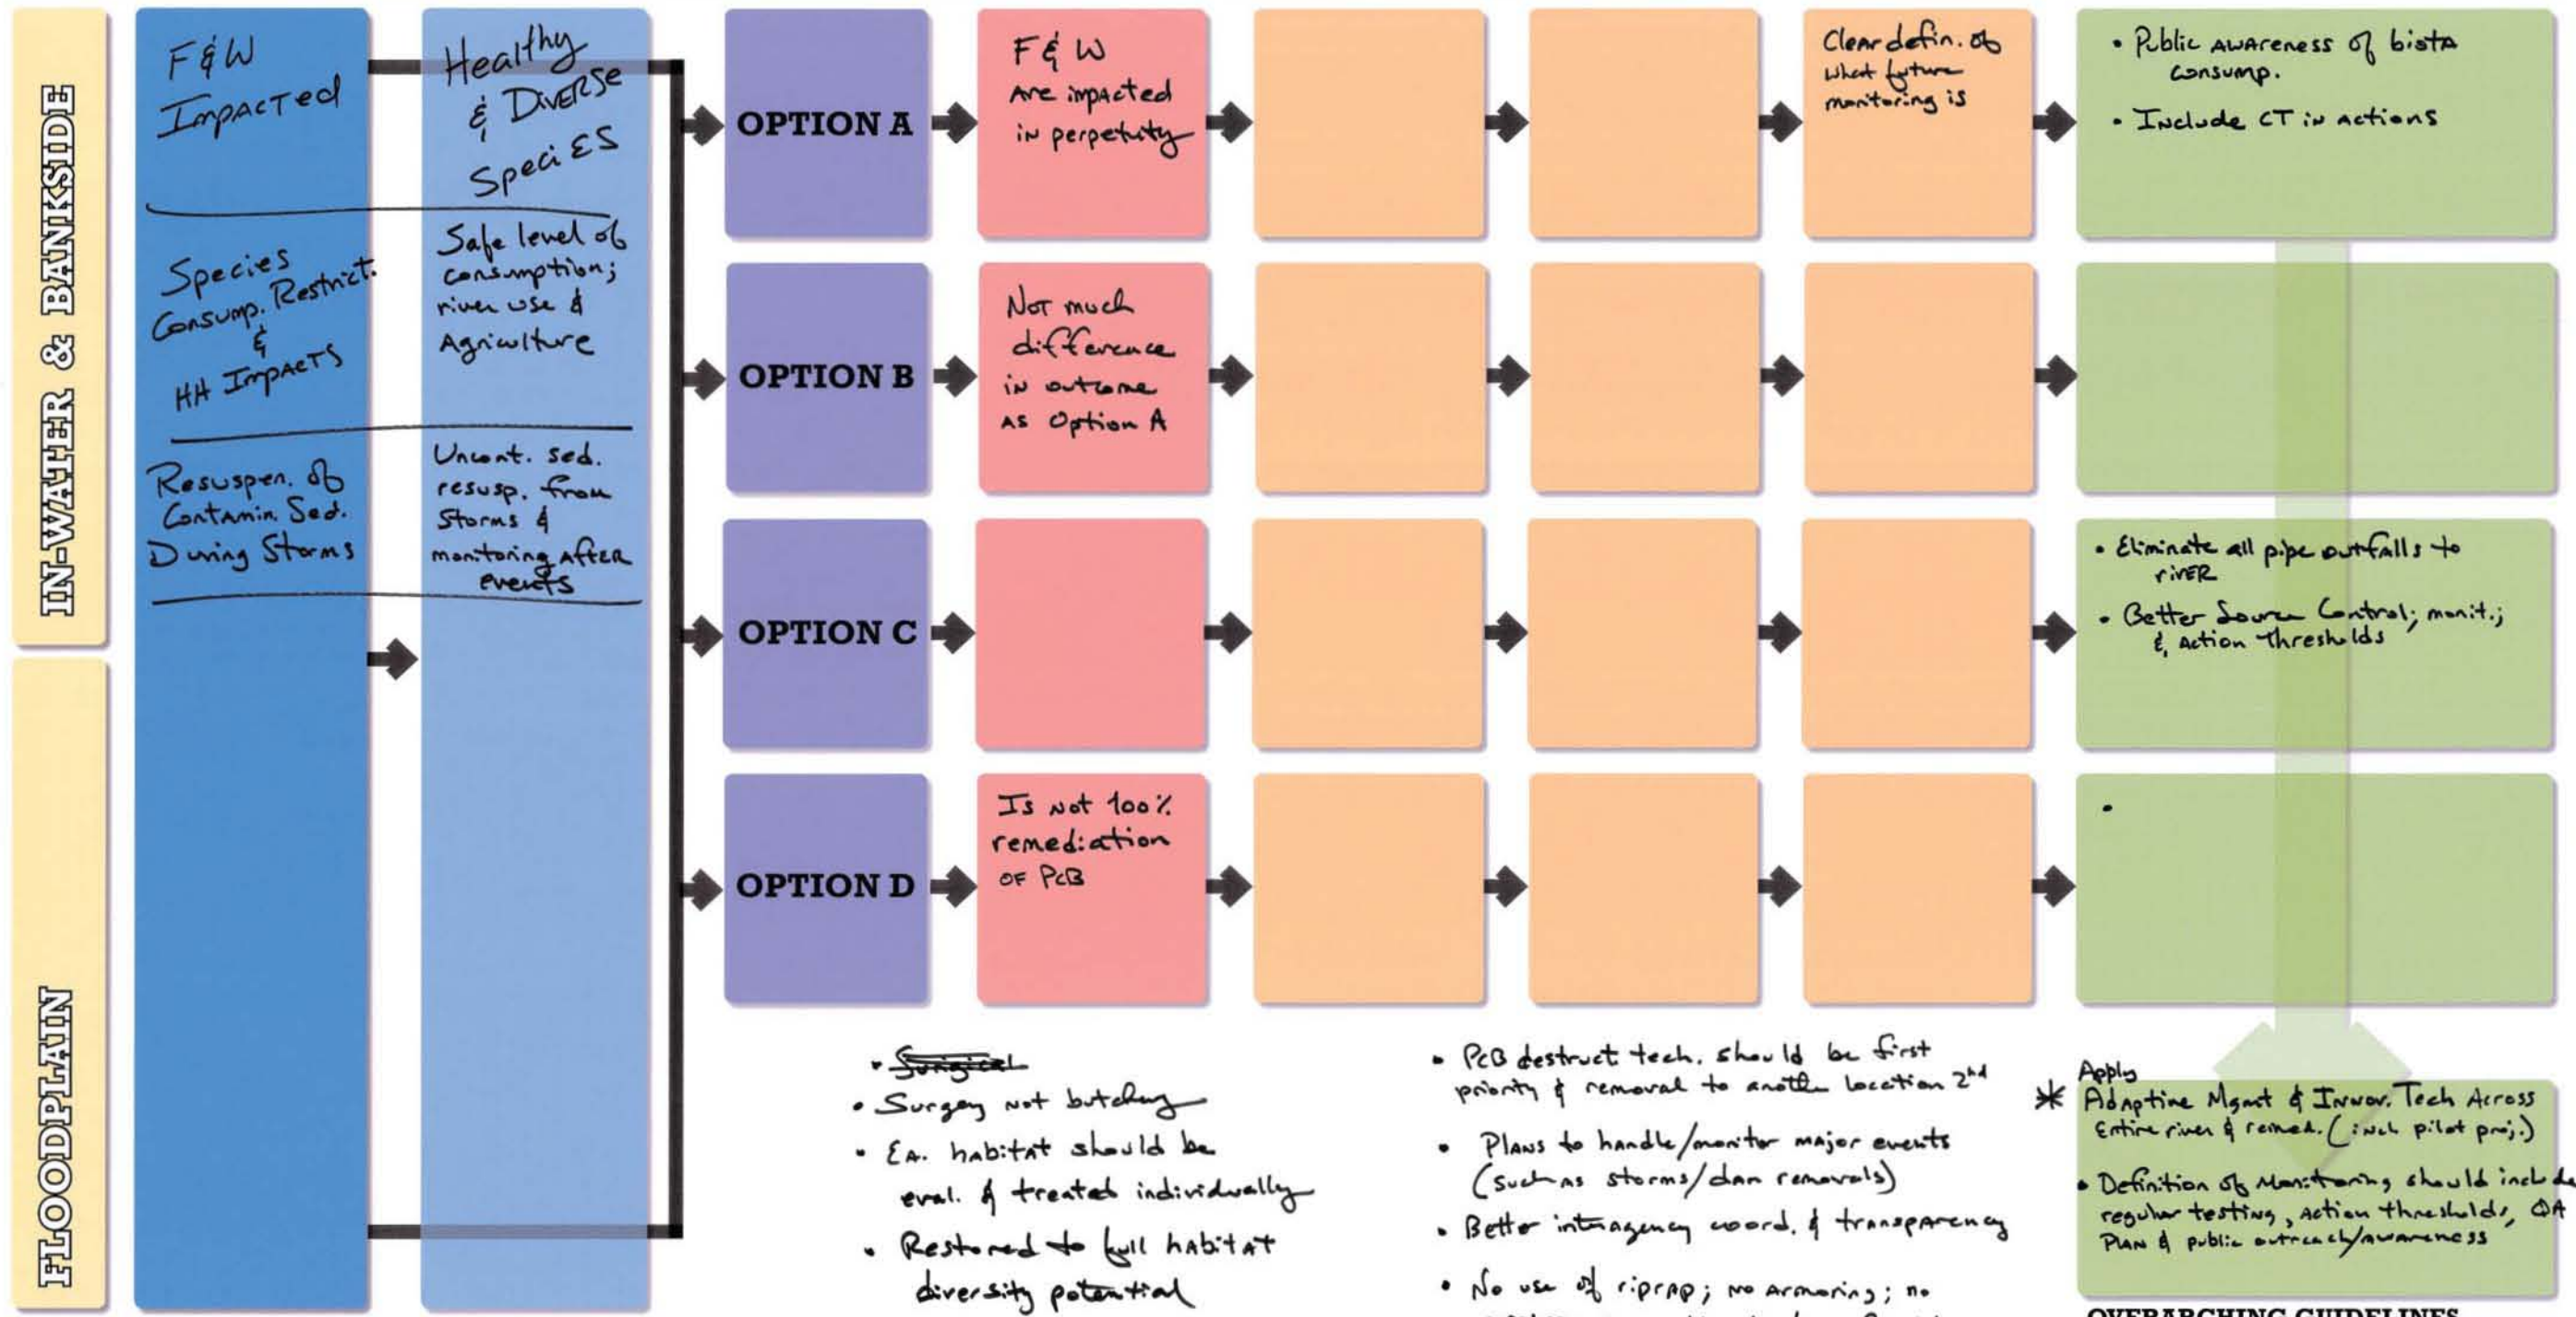 IN-WATER & BANKSIDE
FLOODPLAIN
F & W
Impacted
Species
Consump. Restrict.
&
HH Impacts
Resuspen. of
Contamin. Sed.
During Storms
Healthy
& Diverse
Species
Safe level of
consumption;
river use &
Agriculture
Uncont. sed.
resusp. from
Storms &
monitoring after
events
OPTION A
F & W
are impacted
in perpetuity
Clear defin. of
what future
monitoring is
• Public awareness of biota
consump.
• Include CT in actions
OPTION B
Not much
difference
in outcome
as Option A
OPTION C
• Eliminate all pipe outfalls to
river
• Better Source Control; monit.;
& action thresholds
OPTION D
Is not 100%
remediation
of PCB
•
• Surgical
• Surgery not butchery
• Ea. habitat should be
eval. & treated individually
• Restored to full habitat
diversity potential
• PCB destruct tech. should be first
priority & removal to another location 2nd
• Plans to handle/monitor major events
(such as storms/dam removals)
• Better interagency coord. & transparency
• No use of riprap; no armoring; no
Apply
* Adaptive Mgmt & Innov. Tech Across
Entire river & remed. (incl pilot proj.)
• Definition of Monitoring should include
regular testing, action thresholds, QA
Plan & public outreach/awareness
OVERARCHING GUIDELINES